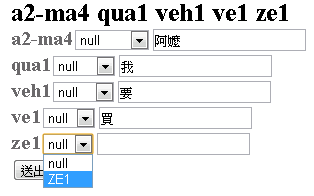 a2-ma4 qua1 veh1 ve1 ze1
a2-ma4 null 阿嬤
qua1 null 我
veh1 null 要
ve1 null 買
ze1 null
null
送出 ZE1